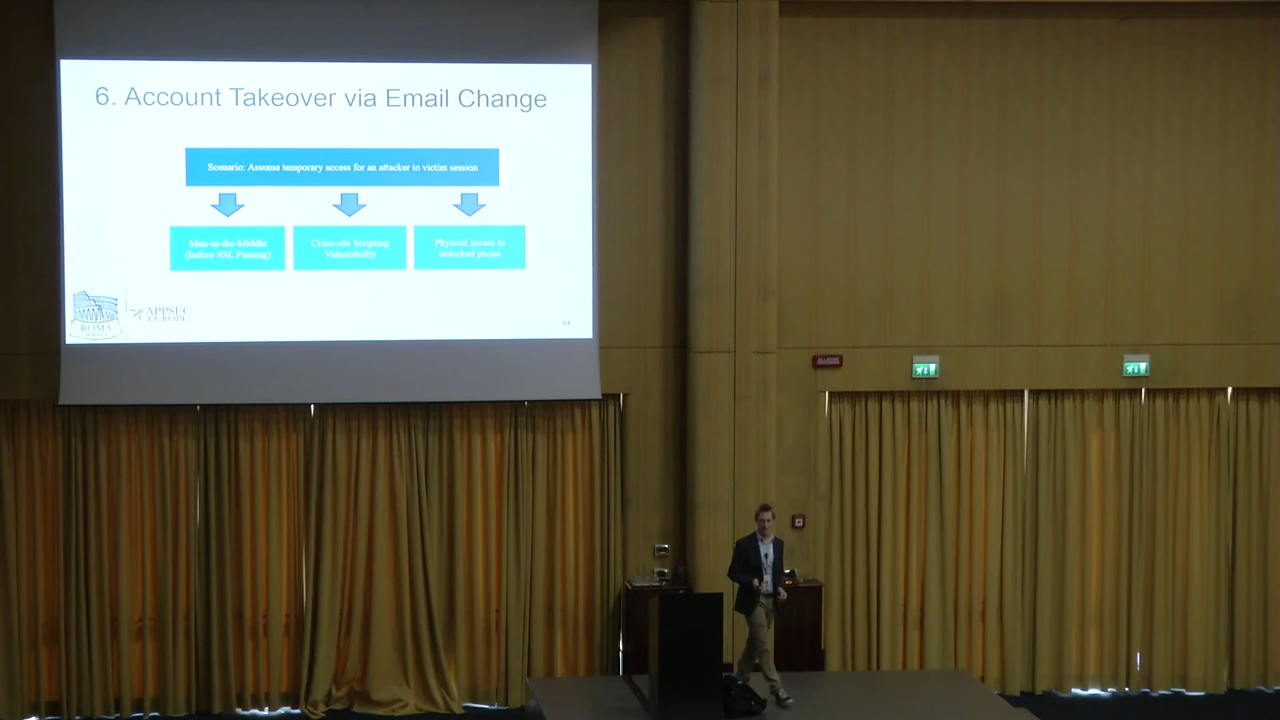 6. Account Takeover via Email Change
Scenario: Assume temporary access for an attacker to victim session
Man-in-the-Middle
(before SSL Pinning)
Cross-site Scripting
Vulnerability
Physical access to
unlocked phone
ROMA
APPSEC
EUROPE